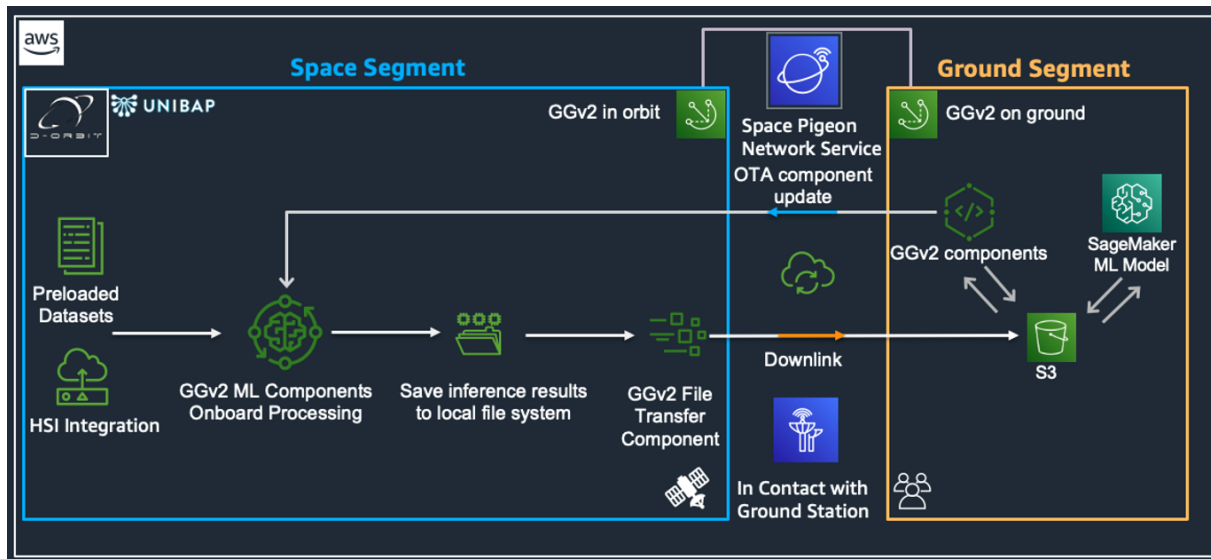 aws
Space Segment
Ground Segment
D-ORBIT
UNIBAP
GGv2 in orbit
Space Pigeon
Network Service
GGv2 on ground
OTA component
update
GGv2 components
SageMaker
ML Model
Preloaded
Datasets
HSI Integration
GGv2 ML Components
Onboard Processing
Save inference results
to local file system
GGv2 File
Transfer
Component
Downlink
S3
In Contact with
Ground Station